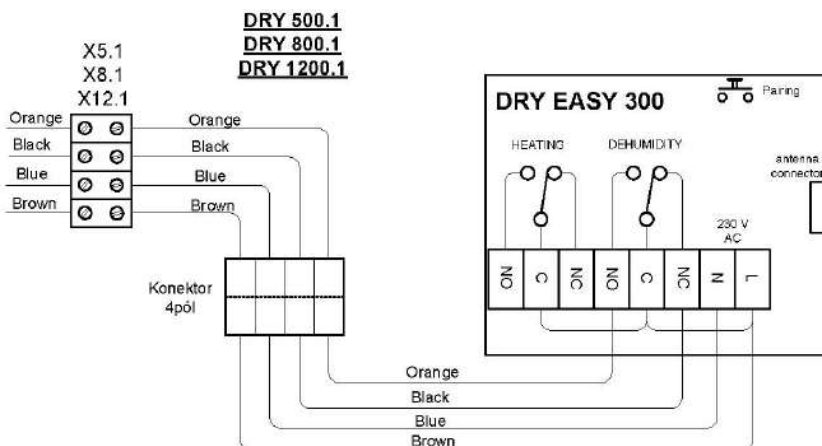 DRY 500.1
DRY 800.1
DRY 1200.1
X5.1
X8.1
X12.1
Orange
Orange
Black
Black
Blue
Blue
Brown
Brown
Konektor
4pól
DRY EASY 300
Pairing
HEATING
DEHUMIDITY
antenna
connector
230 V
AC
NO
C
NC
NO
C
NC
N
L
Orange
Black
Blue
Brown